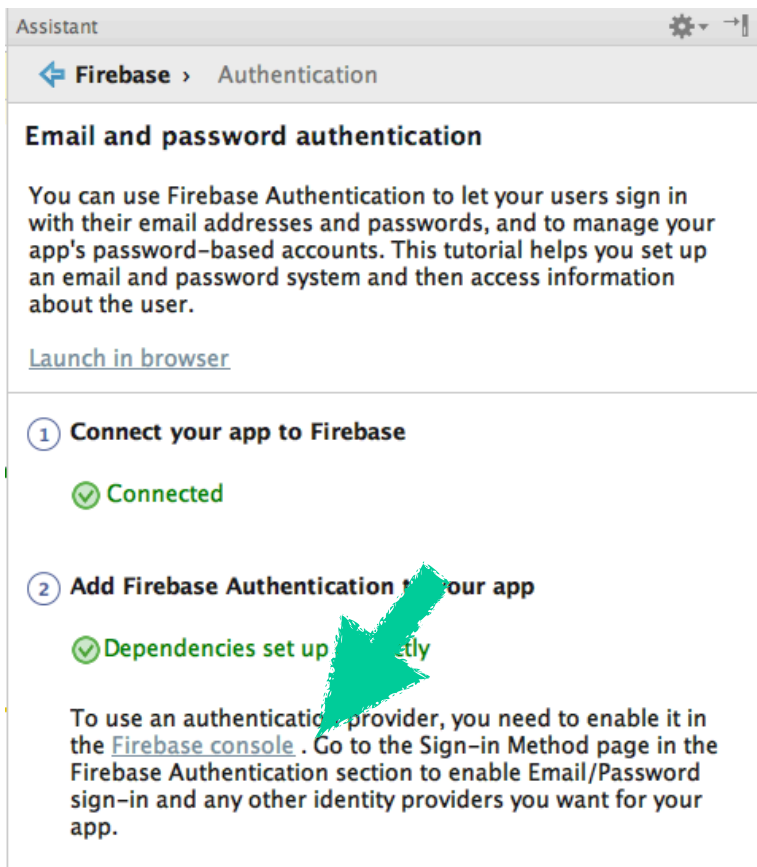 Assistant
Firebase › Authentication
Email and password authentication
You can use Firebase Authentication to let your users sign in
with their email addresses and passwords, and to manage your
app's password-based accounts. This tutorial helps you set up
an email and password system and then access information
about the user.
Launch in browser
1 Connect your app to Firebase
Connected
2 Add Firebase Authentication to your app
Dependencies set up
To use an authentication provider, you need to enable it in
the Firebase console . Go to the Sign-in Method page in the
Firebase Authentication section to enable Email/Password
sign-in and any other identity providers you want for your
app.